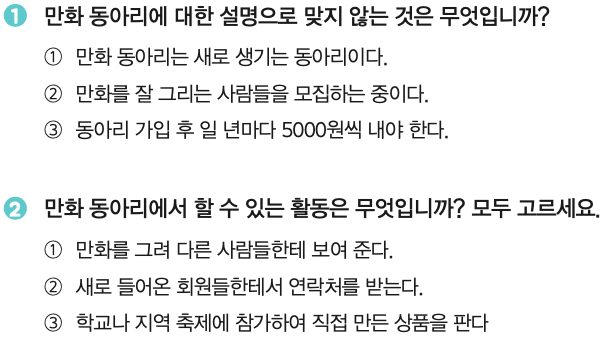 1 만화 동아리에 대한 설명으로 맞지 않는 것은 무엇입니까?
① 만화 동아리는 새로 생기는 동아리이다.
② 만화를 잘 그리는 사람들을 모집하는 중이다.
③ 동아리 가입 후 일 년마다 5000원씩 내야 한다.
2 만화 동아리에서 할 수 있는 활동은 무엇입니까? 모두 고르세요.
① 만화를 그려 다른 사람들한테 보여 준다.
② 새로 들어온 회원들한테서 연락처를 받는다.
③ 학교나 지역 축제에 참가하여 직접 만든 상품을 판다